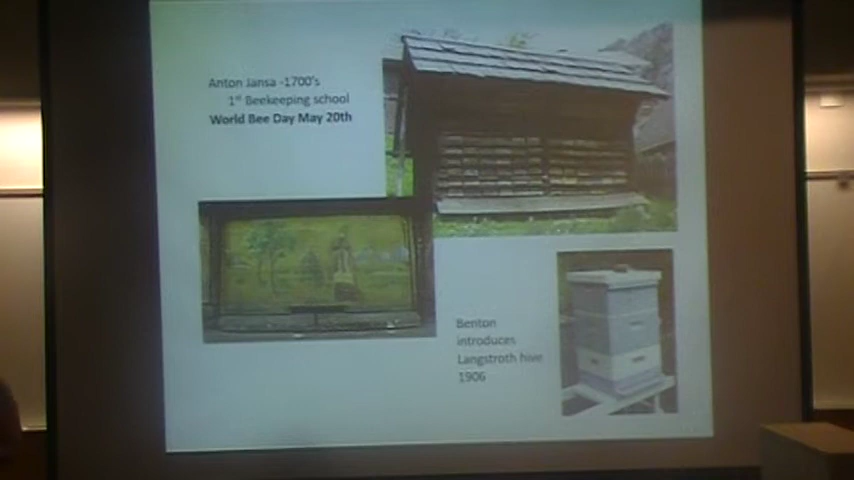 Anton Jansa -1700's
1st Beekeeping school
World Bee Day May 20th
Benton
introduces
Langstroth hive
1906